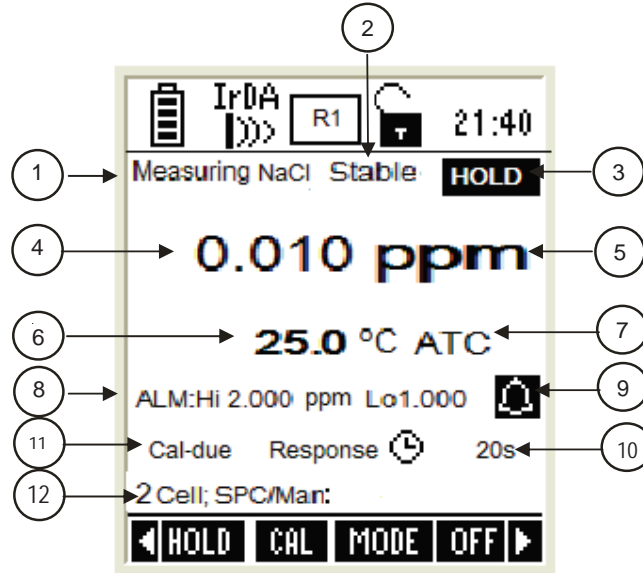 2
IrDA R1 T 21:40
1 Measuring NaCl Stable HOLD 3
4 0.010 ppm 5
6 25.0 °C ATC 7
8 ALM:Hi 2.000 ppm Lo1.000 9
11 Cal-due Response 20s 10
12 2 Cell; SPC/Man:
HOLD CAL MODE OFF